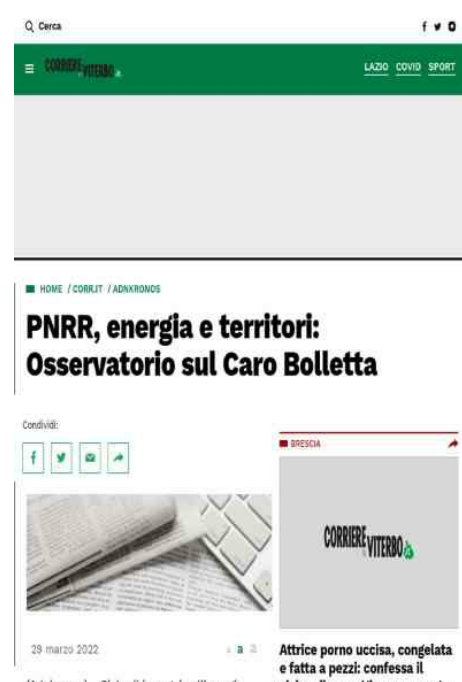 Cerca
CORRIERE VITERBO
LAZIO COVID SPORT
HOME / CORR.IT / ADNKRONOS
PNRR, energia e territori:
Osservatorio sul Caro Bolletta
Condividi:
BRESCIA
CORRIERE VITERBO
29 marzo 2022
a a a
Attrice porno uccisa, congelata
e fatta a pezzi: confessa il